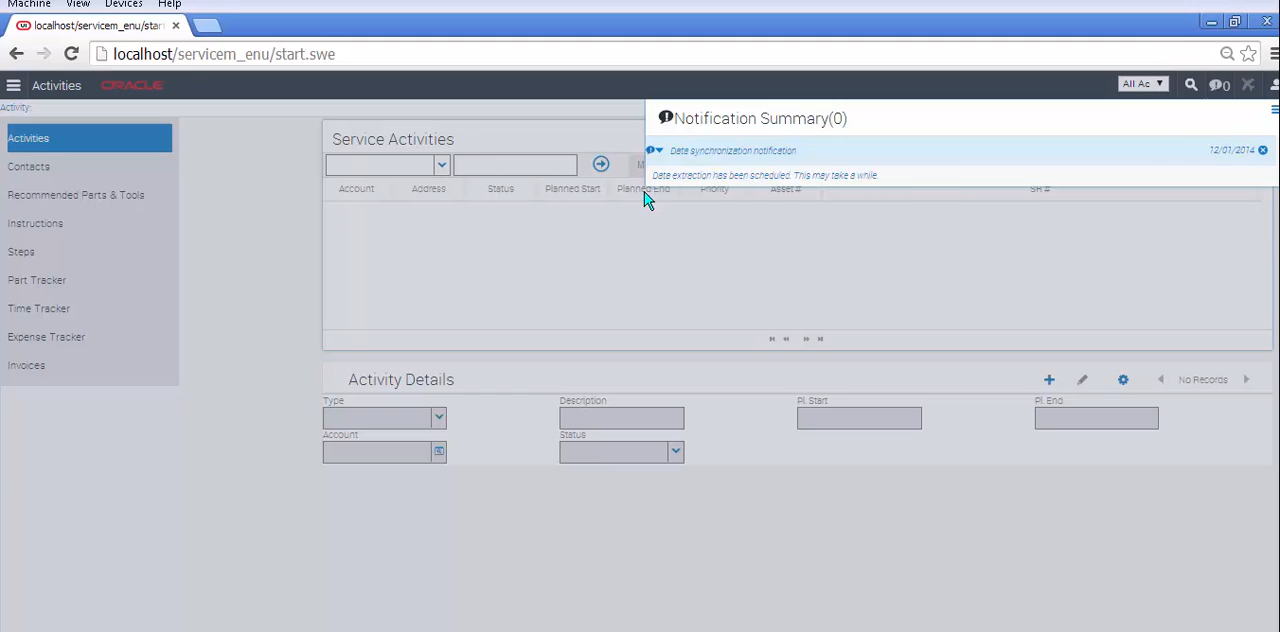 Machine View Devices Help
localhost/servicem_enu/star
localhost/servicem_enu/start.swe
Activities ORACLE All Ac 0
Activity:
Notification Summary(0)
Data synchronization notification 12/01/2014
Data extraction has been scheduled. This may take a while.
Activities
Contacts
Recommended Parts & Tools
Instructions
Steps
Part Tracker
Time Tracker
Expense Tracker
Invoices
Service Activities
M
Account Address Status Planned Start Planned End Priority Asset # SR #
Activity Details No Records
Type Description Pl. Start Pl. End
Account Status